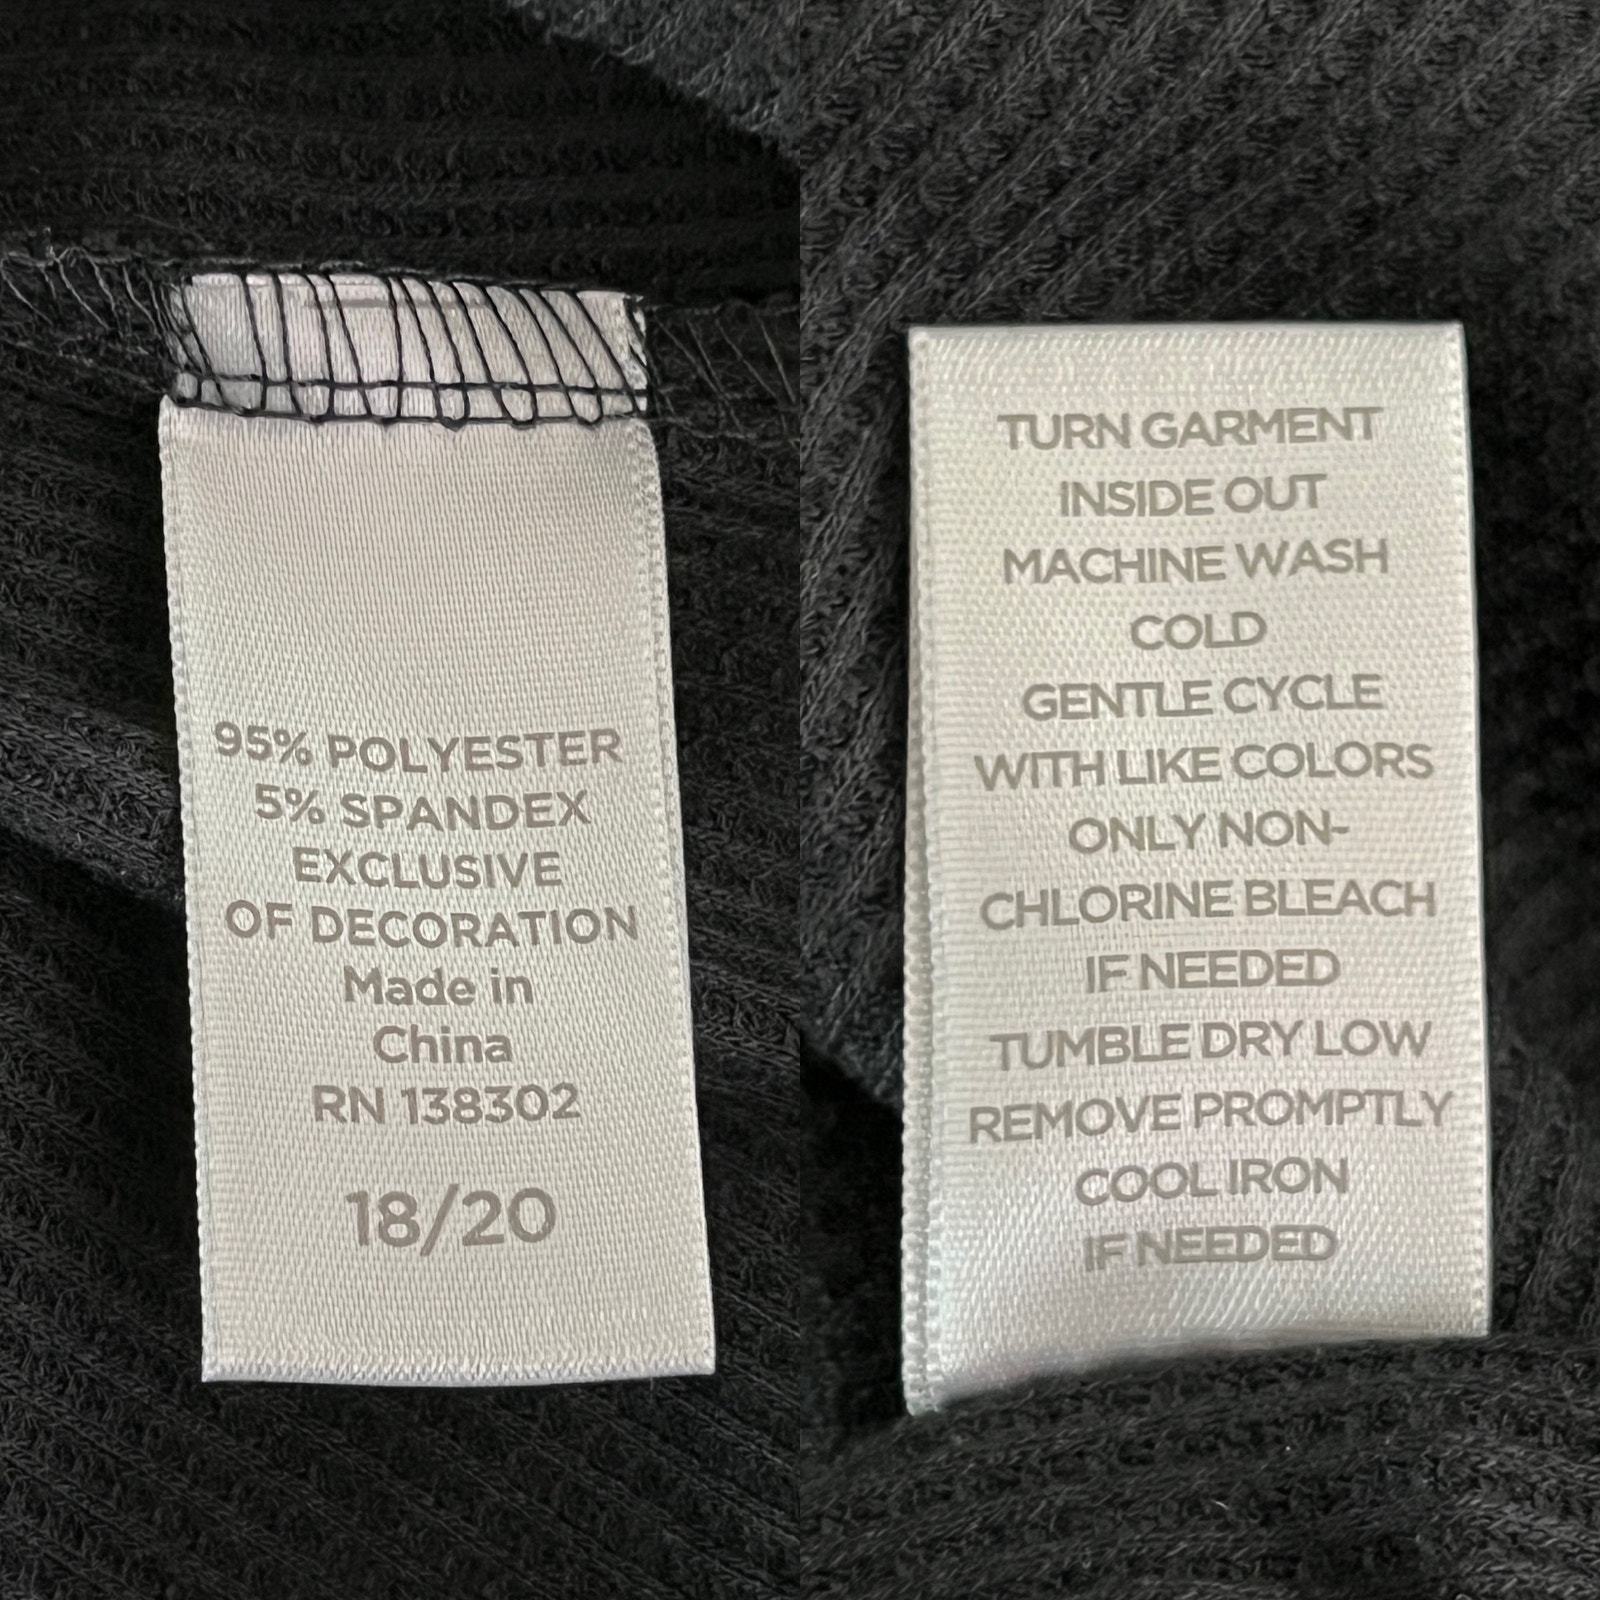 95% POLYESTER
5% SPANDEX
EXCLUSIVE
OF DECORATION
Made in
China
RN 138302
18/20
TURN GARMENT
INSIDE OUT
MACHINE WASH
COLD
GENTLE CYCLE
WITH LIKE COLORS
ONLY NON-
CHLORINE BLEACH
IF NEEDED
TUMBLE DRY LOW
REMOVE PROMPTLY
COOL IRON
IF NEEDED